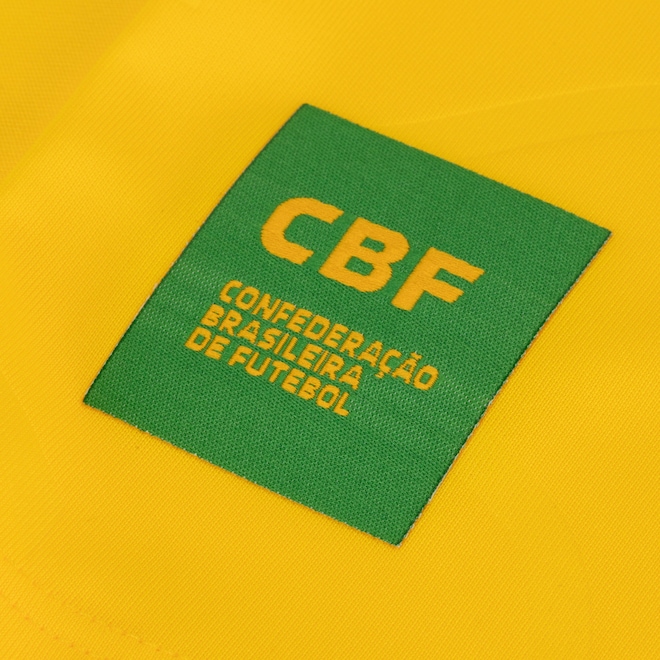 CBF
CONFEDERAÇÃO
BRASILEIRA
DE FUTEBOL